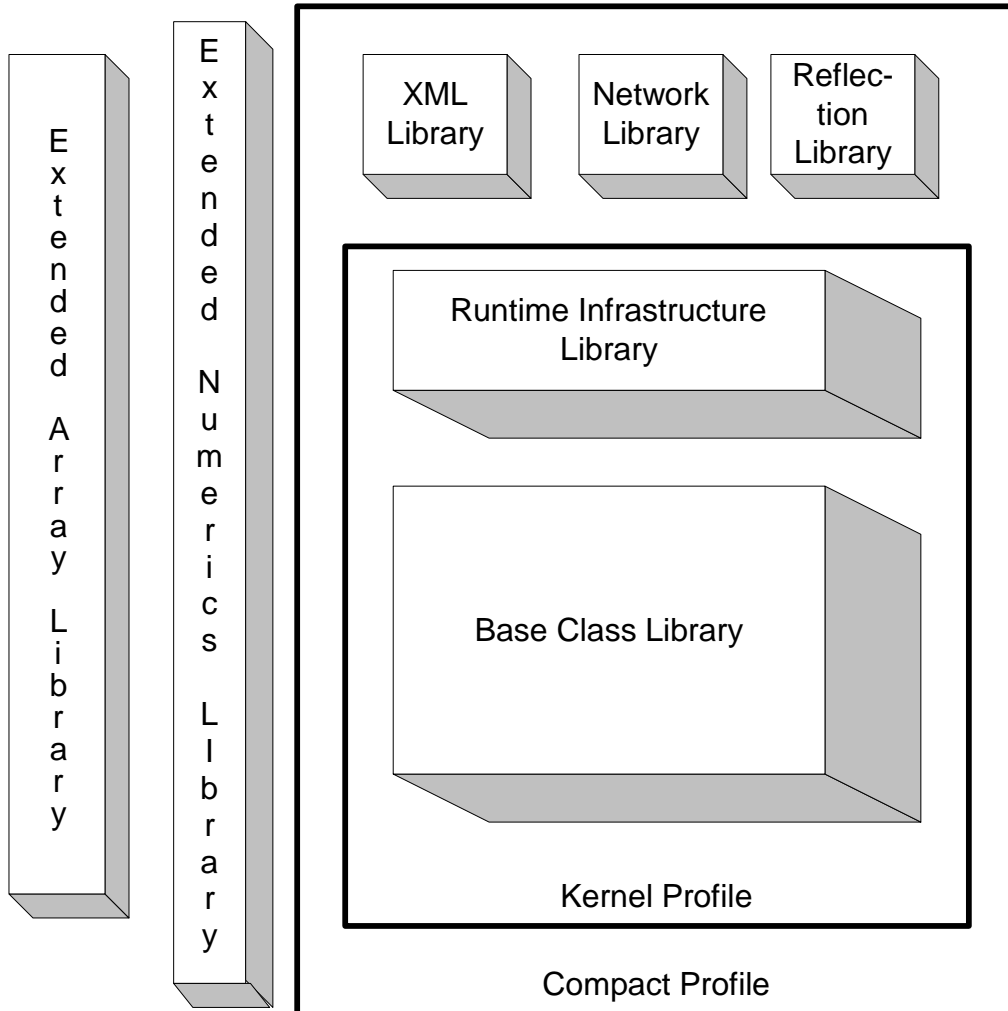 Extended Array Library
Extended Numerics LIbrary
XML
Library
Network
Library
Reflec-
tion
Library
Runtime Infrastructure
Library
Base Class Library
Kernel Profile
Compact Profile